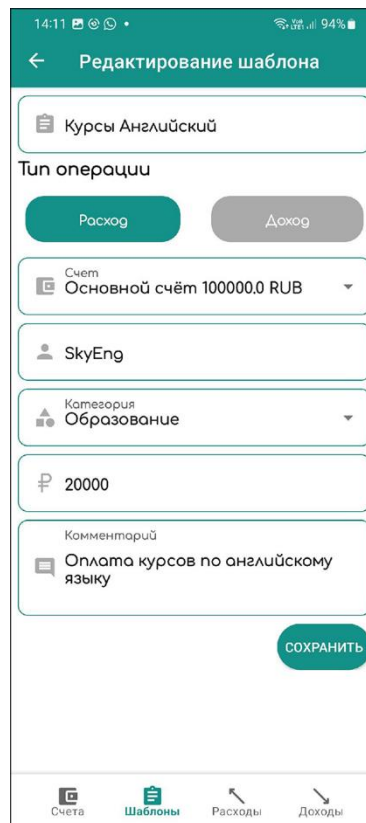 14:11 94%
Редактирование шаблона
Курсы Английский
Тип операции
Расход Доход
Счет
Основной счёт 100000.0 RUB
SkyEng
Категория
Образование
₽ 20000
Комментарий
Оплата курсов по английскому
языку
СОХРАНИТЬ
Счета Шаблоны Расходы Доходы